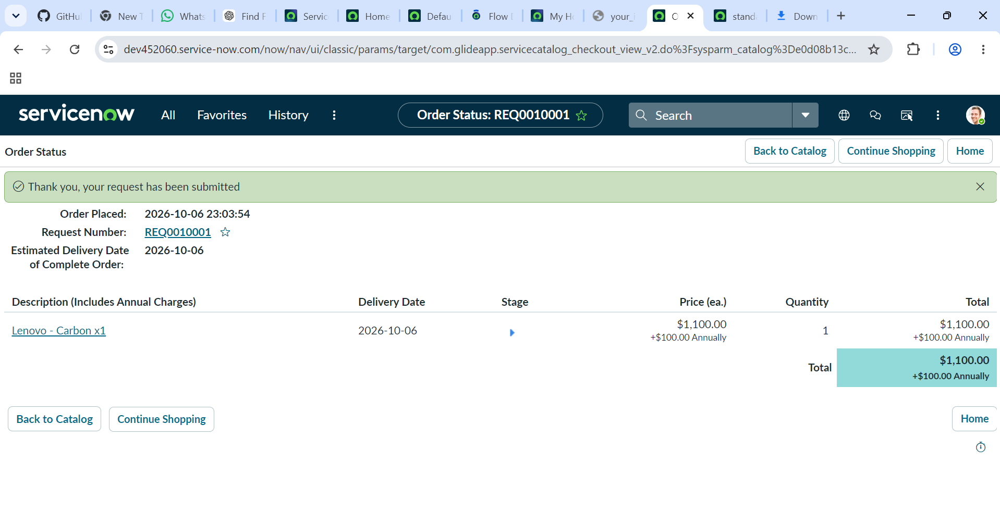 GitHu
New T
Whats
Find F
Servic
Home
Defau
Flow D
My Ho
your_i
O
stand
Down
dev452060.service-now.com/now/nav/ui/classic/params/target/com.glideapp.servicecatalog_checkout_view_v2.do%3Fsysparm_catalog%3De0d08b13c...
servicenow
All
Favorites
History
Order Status: REQ0010001
Search
Order Status
Back to Catalog
Continue Shopping
Home
Thank you, your request has been submitted
Order Placed: 2026-10-06 23:03:54
Request Number: REQ0010001
Estimated Delivery Date 2026-10-06
of Complete Order:
Description (Includes Annual Charges) Delivery Date Stage Price (ea.) Quantity Total
Lenovo - Carbon x1 2026-10-06 $1,100.00 1 $1,100.00
+$100.00 Annually +$100.00 Annually
Total $1,100.00
+$100.00 Annually
Back to Catalog
Continue Shopping
Home